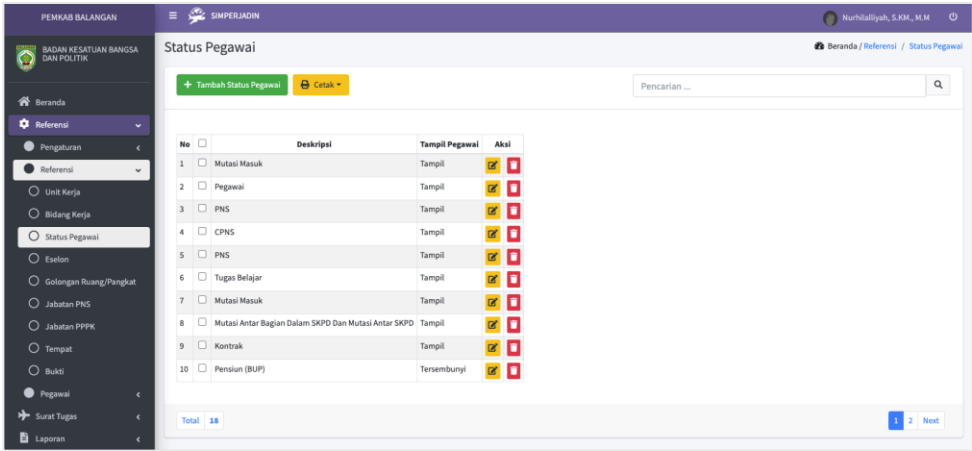 PEMKAB BALANGAN
SIMPERJADIN
Nurhilalliyah, S.KM., M.M
BADAN KESATUAN BANGSA
DAN POLITIK
Status Pegawai
Beranda / Referensi / Status Pegawai
Tambah Status Pegawai
Cetak
Pencarian ...
Beranda
Referensi
Pengaturan
Referensi
Unit Kerja
Bidang Kerja
Status Pegawai
Eselon
Golongan Ruang/Pangkat
Jabatan PNS
Jabatan PPPK
Tempat
Bukti
Pegawai
Surat Tugas
Laporan
No Deskripsi Tampil Pegawai Aksi
1 Mutasi Masuk Tampil
2 Pegawai Tampil
3 PNS Tampil
4 CPNS Tampil
5 PNS Tampil
6 Tugas Belajar Tampil
7 Mutasi Masuk Tampil
8 Mutasi Antar Bagian Dalam SKPD Dan Mutasi Antar SKPD Tampil
9 Kontrak Tampil
10 Pensiun (BUP) Tersembunyi
Total 18
1 2 Next